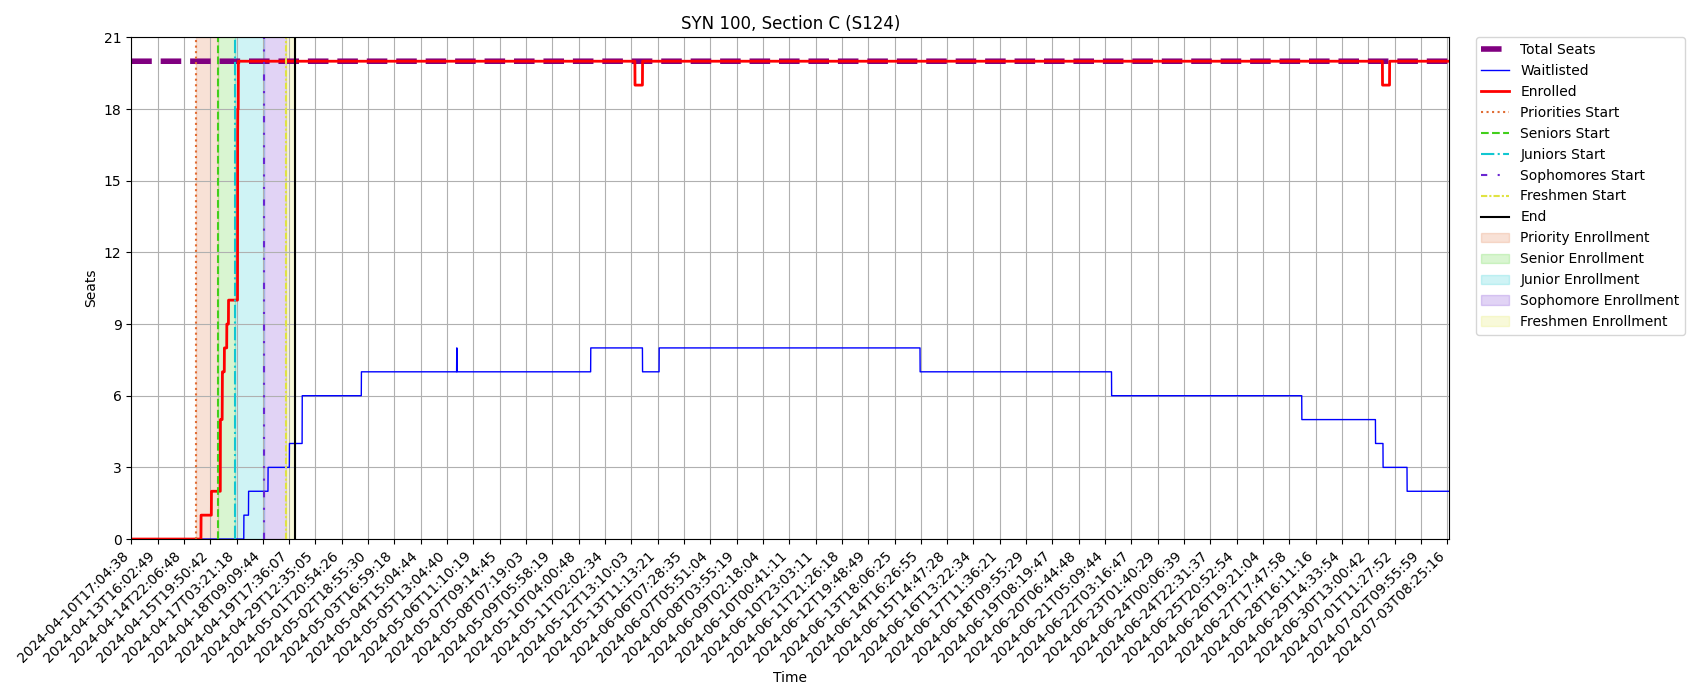 SYN 100, Section C (S124)
21
18
15
12
9
6
3
0
Seats
2024-04-10T17:04:38
2024-04-13T16:02:49
2024-04-14T22:06:48
2024-04-15T19:50:42
2024-04-17T03:21:18
2024-04-18T09:09:44
2024-04-19T17:36:07
2024-04-29T12:35:05
2024-05-01T20:54:26
2024-05-02T18:55:30
2024-05-03T16:59:18
2024-05-04T15:04:44
2024-05-05T13:04:40
2024-05-06T11:10:19
2024-05-07T09:14:45
2024-05-08T07:19:03
2024-05-09T05:58:19
2024-05-10T04:00:48
2024-05-11T02:02:34
2024-05-12T13:10:03
2024-05-13T11:13:21
2024-06-06T07:28:35
2024-06-07T05:51:04
2024-06-08T03:55:19
2024-06-09T02:18:04
2024-06-10T00:41:11
2024-06-10T23:03:11
2024-06-11T21:26:18
2024-06-12T19:48:49
2024-06-13T18:06:25
2024-06-14T16:26:55
2024-06-15T14:47:28
2024-06-16T13:22:34
2024-06-17T11:36:21
2024-06-18T09:55:29
2024-06-19T08:19:47
2024-06-20T06:44:48
2024-06-21T05:09:44
2024-06-22T03:16:47
2024-06-23T01:40:29
2024-06-24T00:06:39
2024-06-24T22:31:37
2024-06-25T20:52:54
2024-06-26T19:21:04
2024-06-27T17:47:58
2024-06-28T16:11:16
2024-06-29T14:33:54
2024-06-30T13:00:42
2024-07-01T11:27:52
2024-07-02T09:55:59
2024-07-03T08:25:16
Time
Total Seats
Waitlisted
Enrolled
Priorities Start
Seniors Start
Juniors Start
Sophomores Start
Freshmen Start
End
Priority Enrollment
Senior Enrollment
Junior Enrollment
Sophomore Enrollment
Freshmen Enrollment